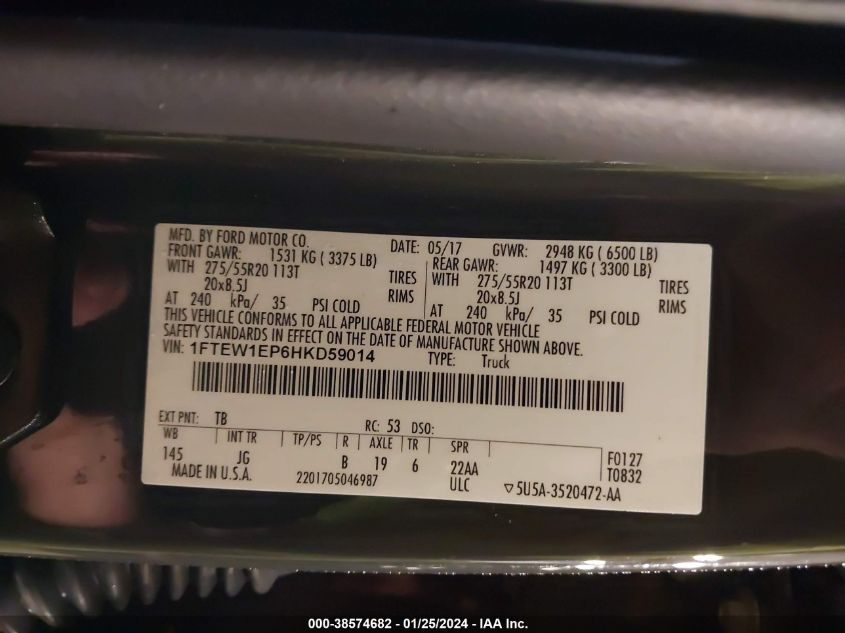 MFD. BY FORD MOTOR CO. DATE: 05/17 GVWR: 2948 KG ( 6500 LB)
FRONT GAWR: 1531 KG ( 3375 LB) REAR GAWR: 1497 KG ( 3300 LB)
WITH 275/55R20 113T TIRES WITH 275/55R20 113T TIRES
20x8.5J RIMS 20x8.5J RIMS
AT 240 kPa/ 35 PSI COLD AT 240 kPa/ 35 PSI COLD
THIS VEHICLE CONFORMS TO ALL APPLICABLE FEDERAL MOTOR VEHICLE
SAFETY STANDARDS IN EFFECT ON THE DATE OF MANUFACTURE SHOWN ABOVE.
VIN: 1FTEW1EP6HKD59014 TYPE: Truck
EXT PNT: TB RC: 53 DSO:
WB INT TR TP/PS R AXLE TR SPR F0127
145 JG B 19 6 22AA T0832
MADE IN U.S.A. 2201705046987 ULC ▽5U5A-3520472-AA
000-38574682 - 01/25/2024 - IAA Inc.